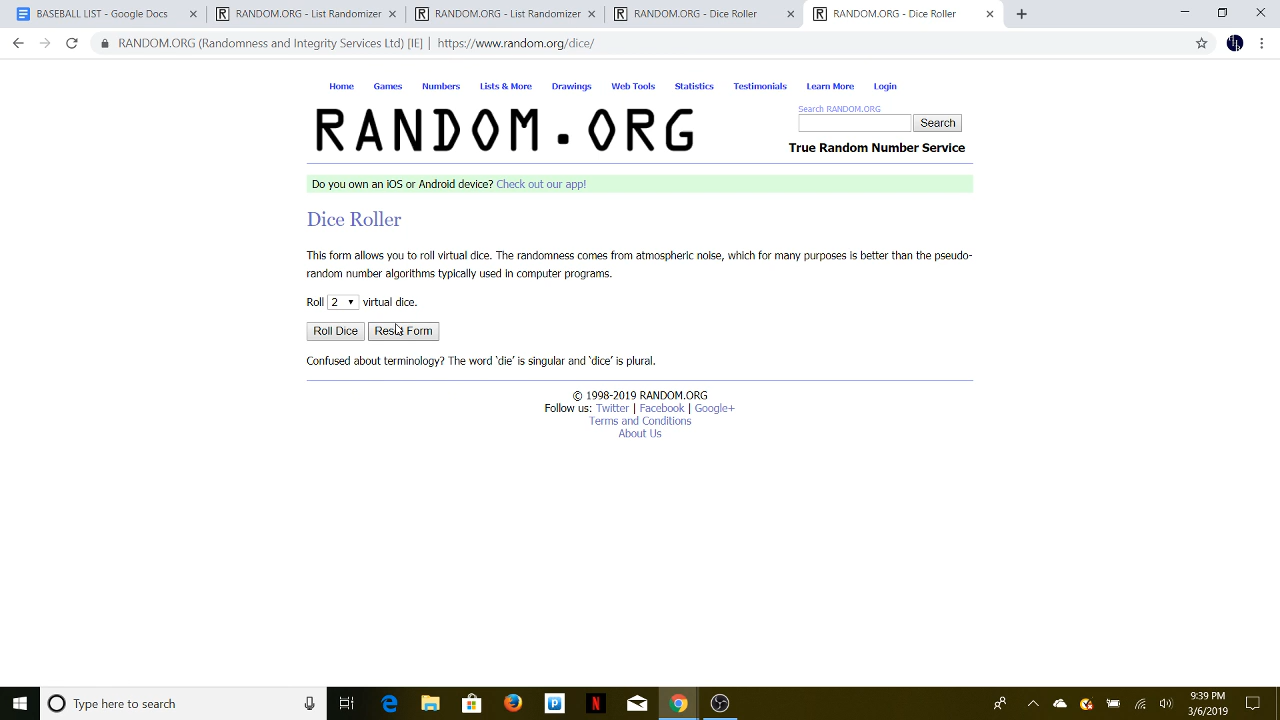 BASEBALL LIST - Google Docs
RANDOM.ORG - List Randomizer
RANDOM.ORG - List Randomizer
RANDOM.ORG - Dice Roller
RANDOM.ORG - Dice Roller
RANDOM.ORG (Randomness and Integrity Services Ltd) [IE] | https://www.random.org/dice/
Home Games Numbers Lists & More Drawings Web Tools Statistics Testimonials Learn More Login
RANDOM.ORG
Search RANDOM.ORG
Search
True Random Number Service
Do you own an iOS or Android device? Check out our app!
Dice Roller
This form allows you to roll virtual dice. The randomness comes from atmospheric noise, which for many purposes is better than the pseudo-
random number algorithms typically used in computer programs.
Roll 2 virtual dice.
Roll Dice Reset Form
Confused about terminology? The word ‘die’ is singular and ‘dice’ is plural.
© 1998-2019 RANDOM.ORG
Follow us: Twitter | Facebook | Google+
Terms and Conditions
About Us
Type here to search
9:39 PM
3/6/2019